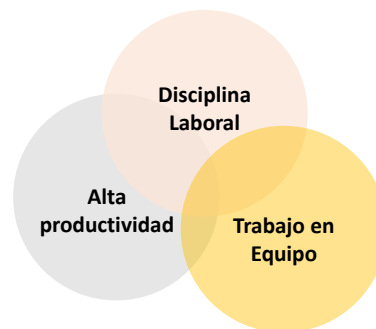 Disciplina
Laboral
Alta
productividad
Trabajo en
Equipo